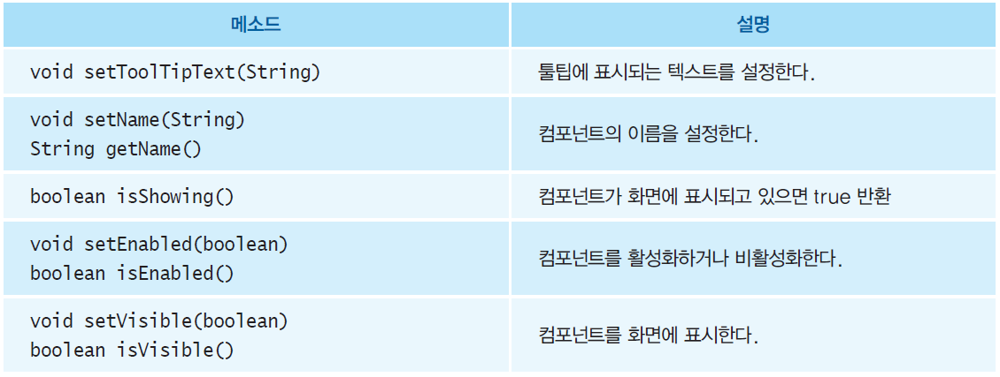 메소드 설명
void setToolTipText(String) 툴팁에 표시되는 텍스트를 설정한다.
void setName(String)
String getName()
컴포넌트의 이름을 설정한다.
boolean isShowing() 컴포넌트가 화면에 표시되고 있으면 true 반환
void setEnabled(boolean)
boolean isEnabled()
컴포넌트를 활성화하거나 비활성화한다.
void setVisible(boolean)
boolean isVisible()
컴포넌트를 화면에 표시한다.